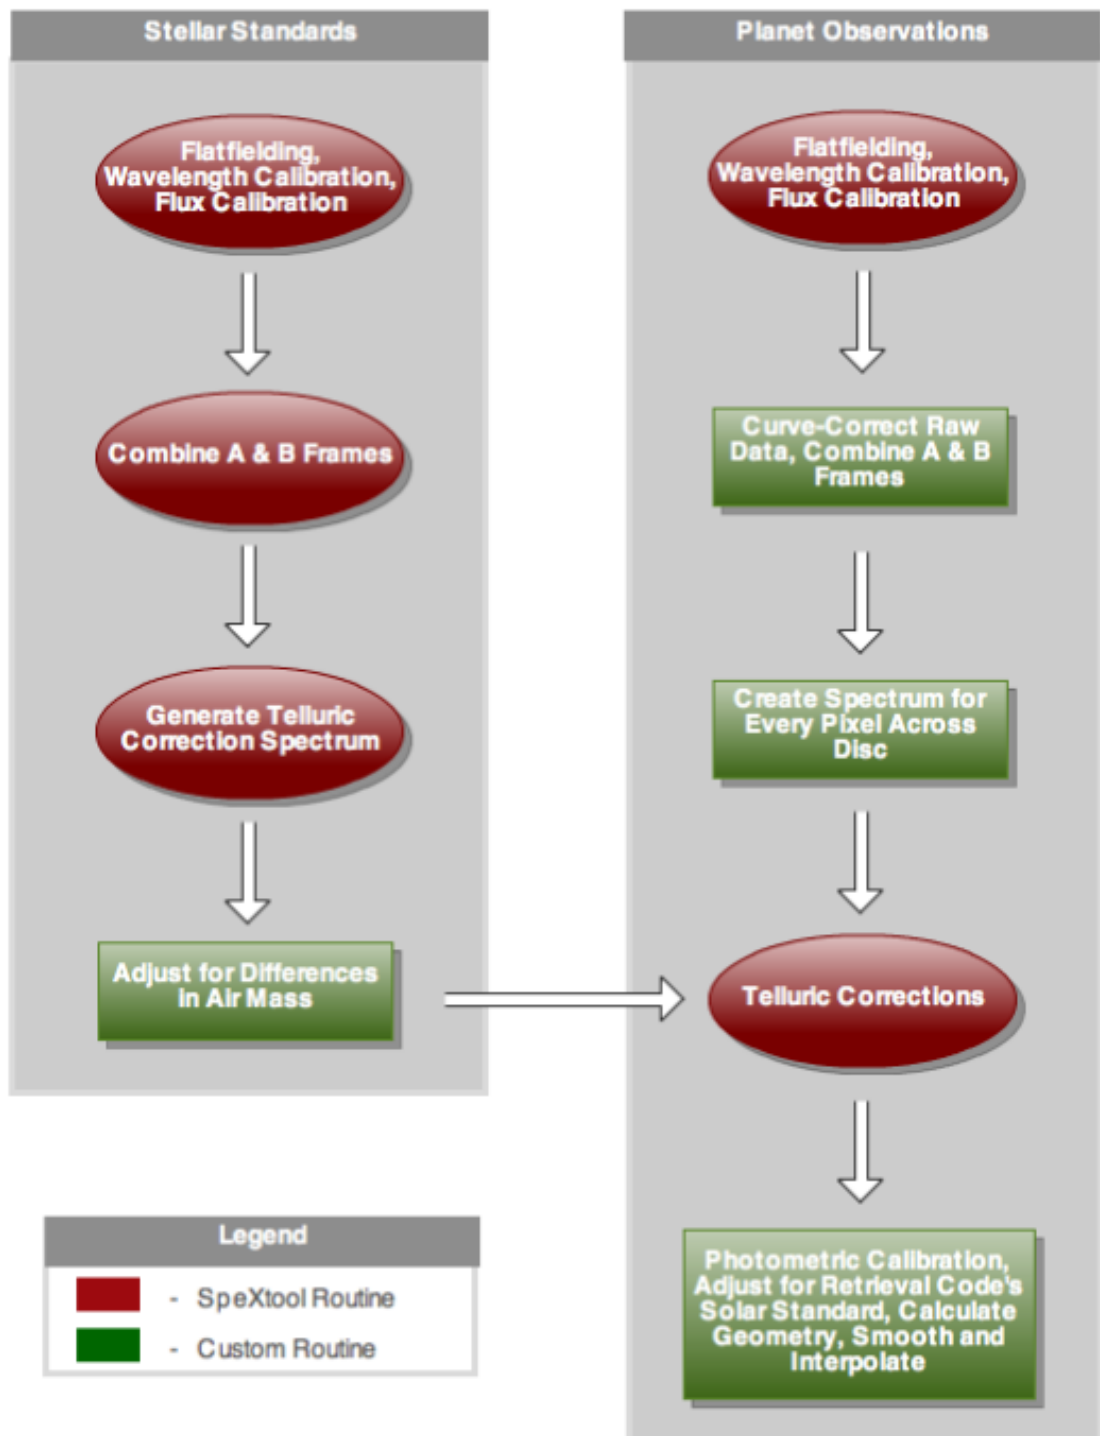 Stellar Standards
Flatfielding,
Wavelength Calibration,
Flux Calibration
Combine A & B Frames
Generate Telluric
Correction Spectrum
Adjust for Differences
in Air Mass
Planet Observations
Flatfielding,
Wavelength Calibration,
Flux Calibration
Curve-Correct Raw
Data, Combine A & B
Frames
Create Spectrum for
Every Pixel Across
Disc
Telluric Corrections
Photometric Calibration,
Adjust for Retrieval Code's
Solar Standard, Calculate
Geometry, Smooth and
Interpolate
Legend
- SpeXtool Routine
- Custom Routine